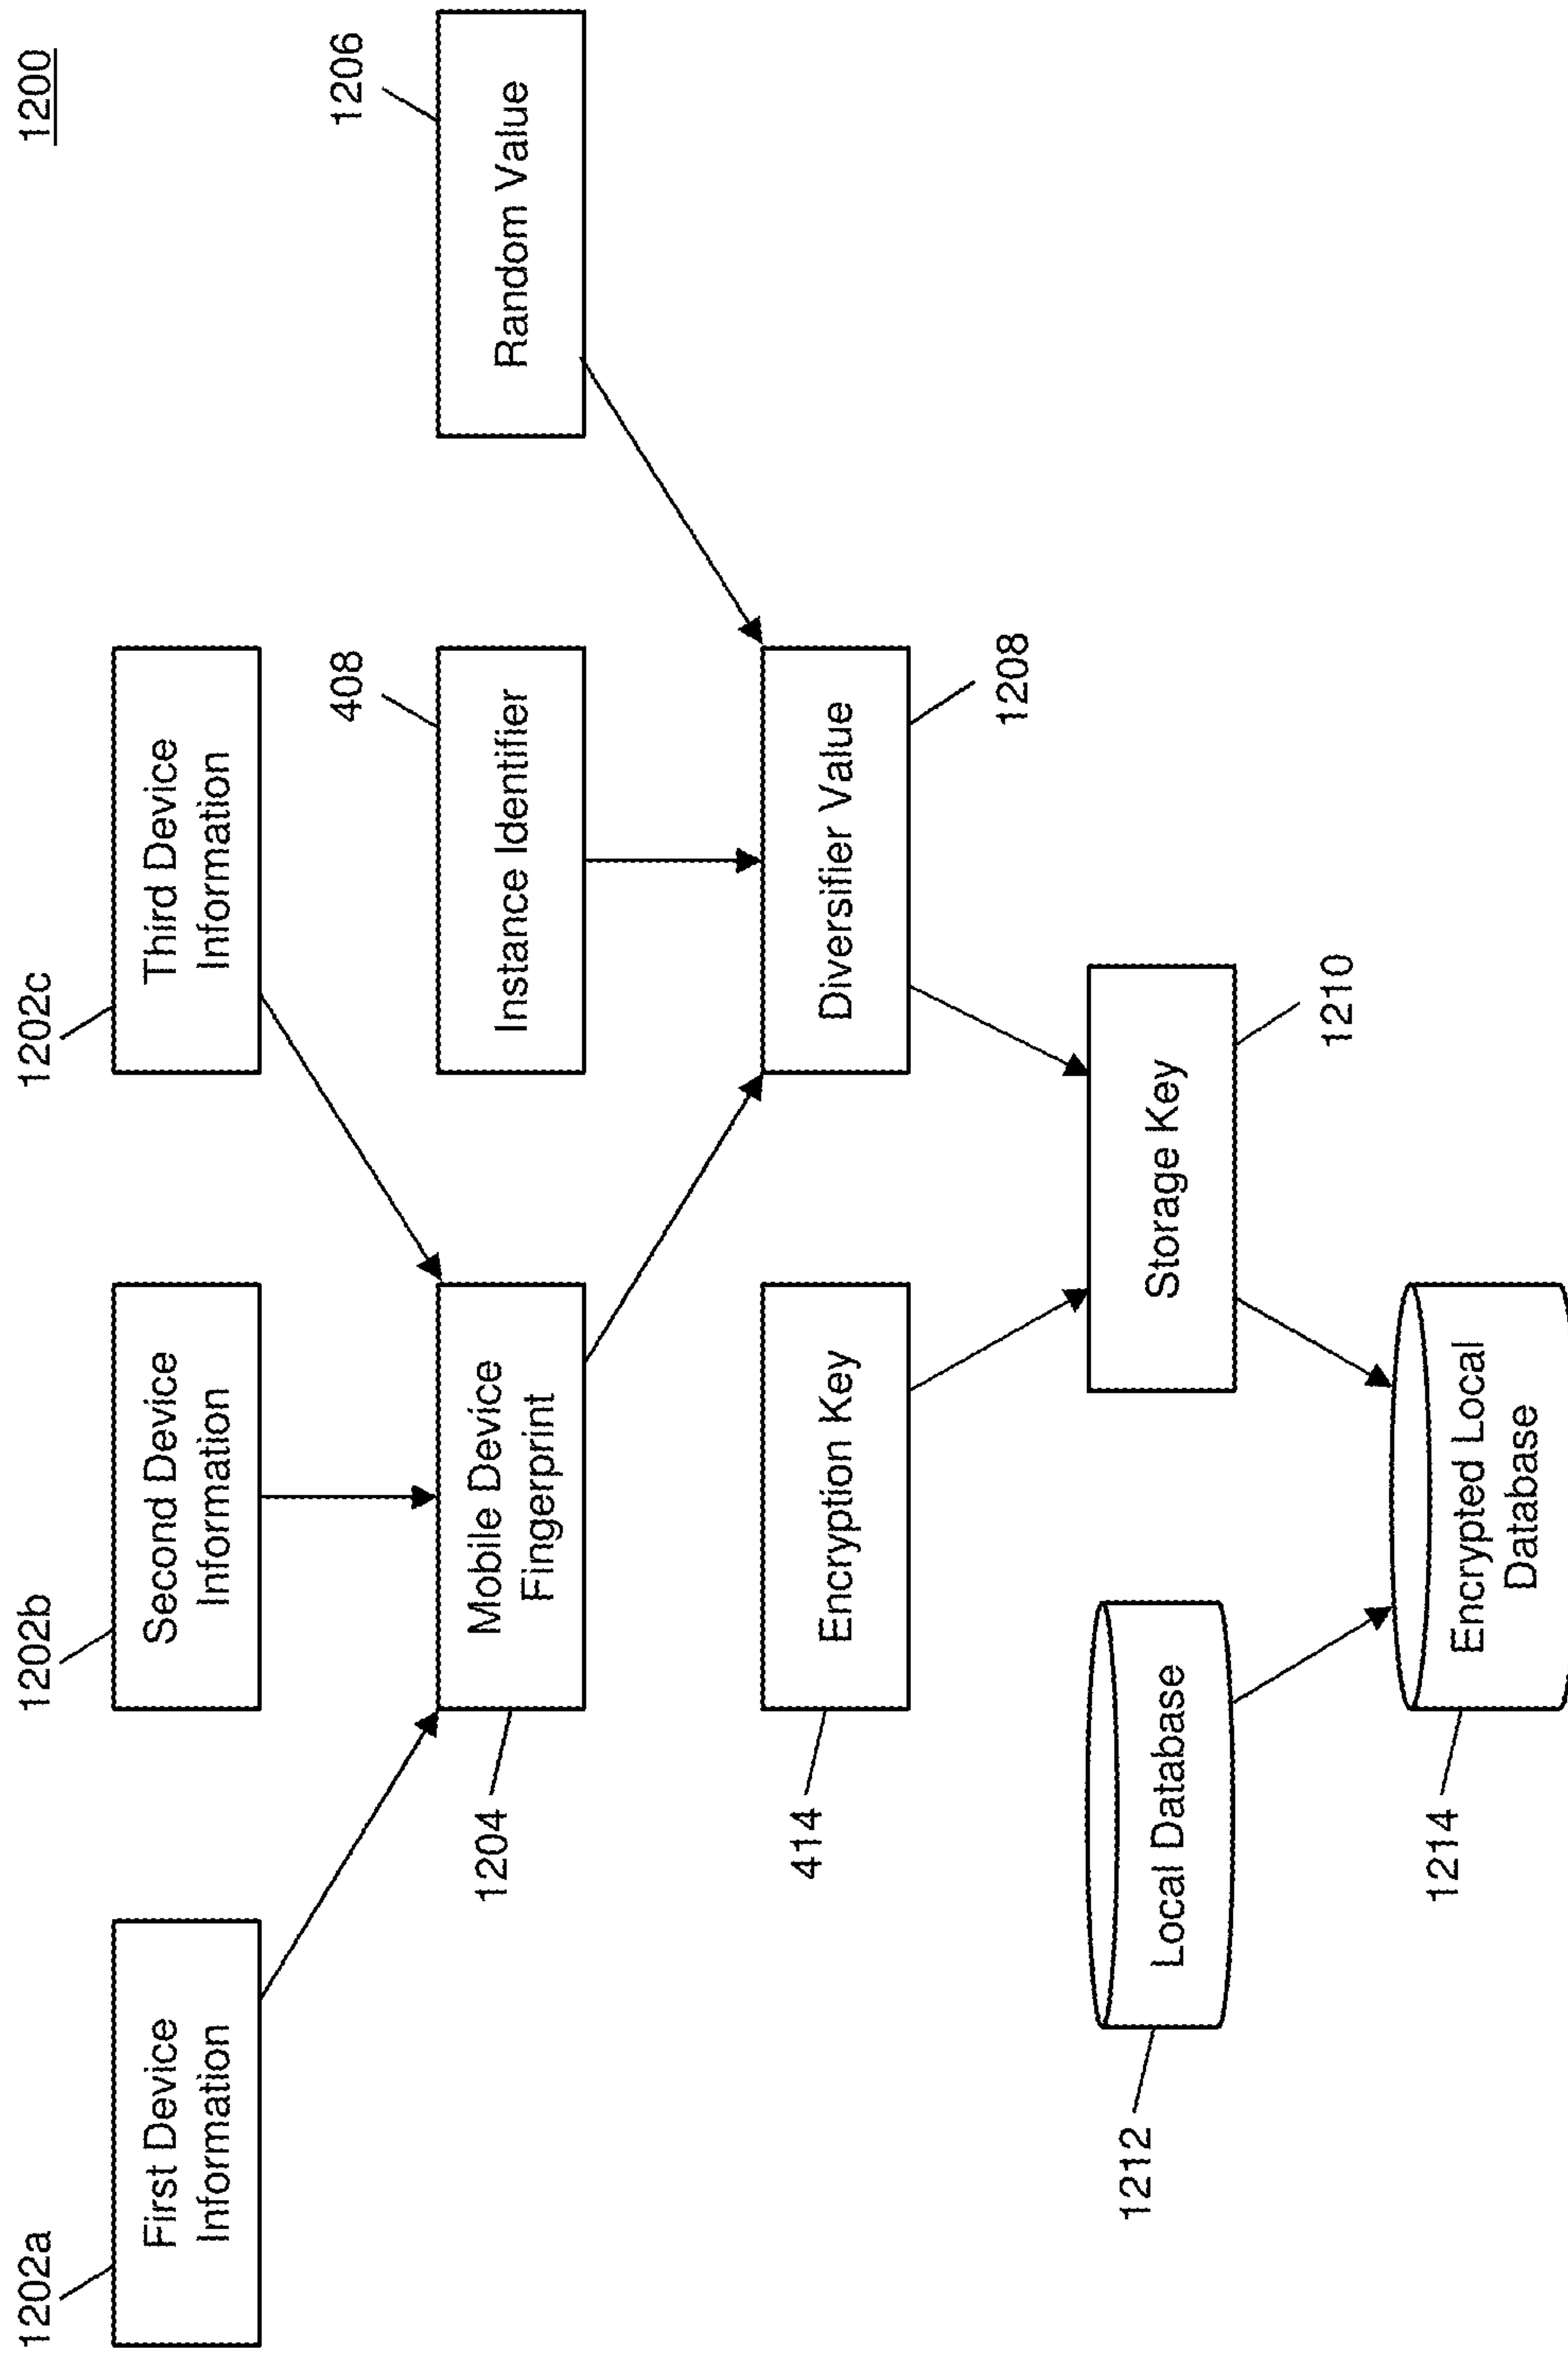 1200
1202a
1202b
1202c
First Device
Information
Second Device
Information
Third Device
Information
1206
408
Mobile Device
Fingerprint
Instance Identifier
Random Value
1204
414
Encryption Key
Diversifier Value
1208
1212
Local Database
Storage Key
1210
1214
Encrypted Local
Database